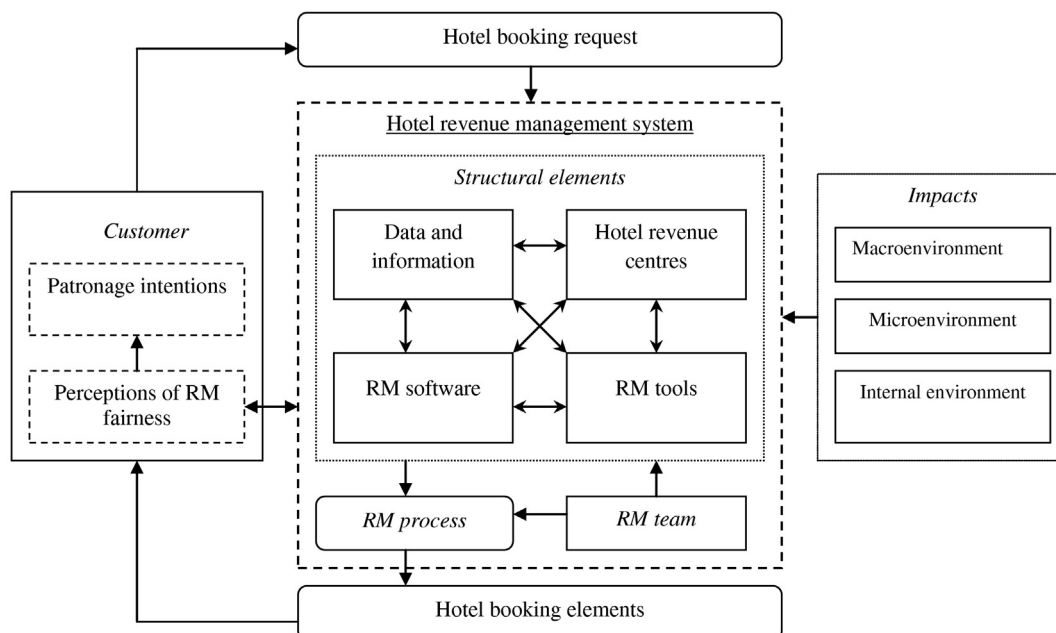 Hotel booking request
Hotel revenue management system
Structural elements
Data and
information
Hotel revenue
centres
RM software
RM tools
RM process
RM team
Customer
Patronage intentions
Perceptions of RM
fairness
Impacts
Macroenvironment
Microenvironment
Internal environment
Hotel booking elements